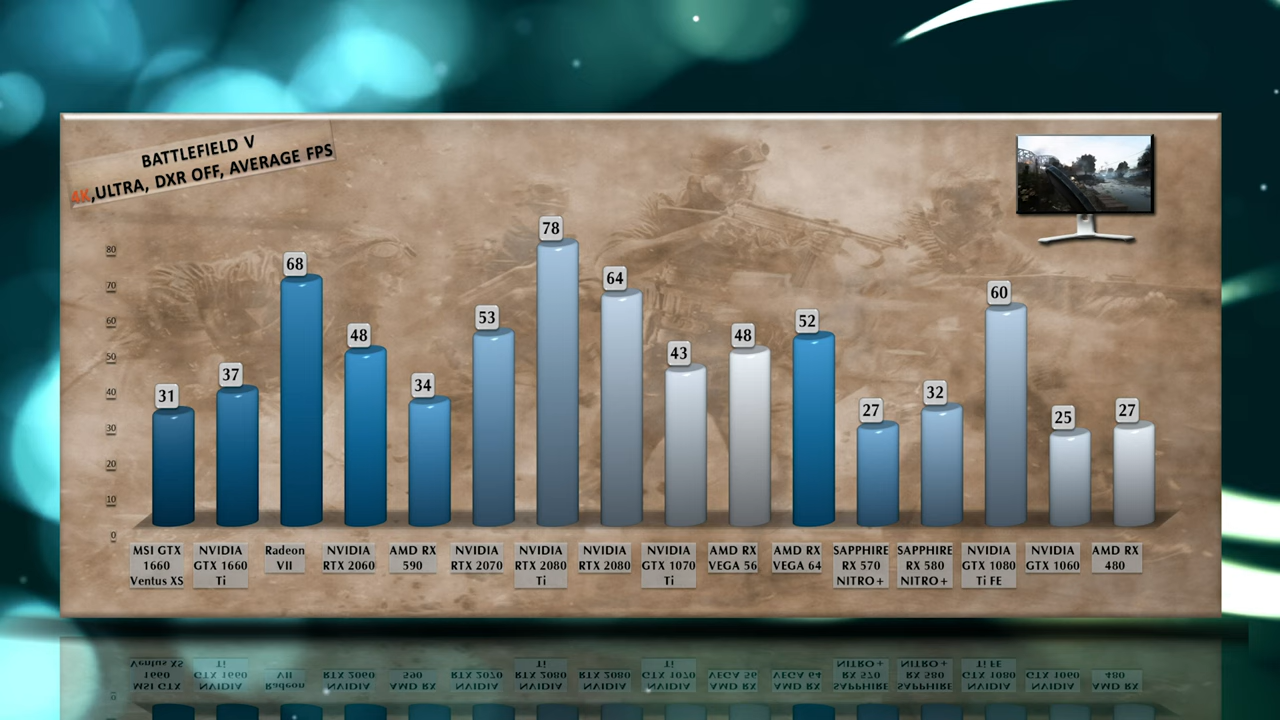 BATTLEFIELD V
4K,ULTRA, DXR OFF, AVERAGE FPS
80
70
60
50
40
30
20
10
0
31
37
68
48
34
53
78
64
43
48
52
27
32
60
25
27
MSI GTX
1660
Ventus XS
NVIDIA
GTX 1660
Ti
Radeon
VII
NVIDIA
RTX 2060
AMD RX
590
NVIDIA
RTX 2070
NVIDIA
RTX 2080
Ti
NVIDIA
RTX 2080
NVIDIA
GTX 1070
Ti
AMD RX
VEGA 56
AMD RX
VEGA 64
SAPPHIRE
RX 570
NITRO+
SAPPHIRE
RX 580
NITRO+
NVIDIA
GTX 1080
Ti FE
NVIDIA
GTX 1060
AMD RX
480